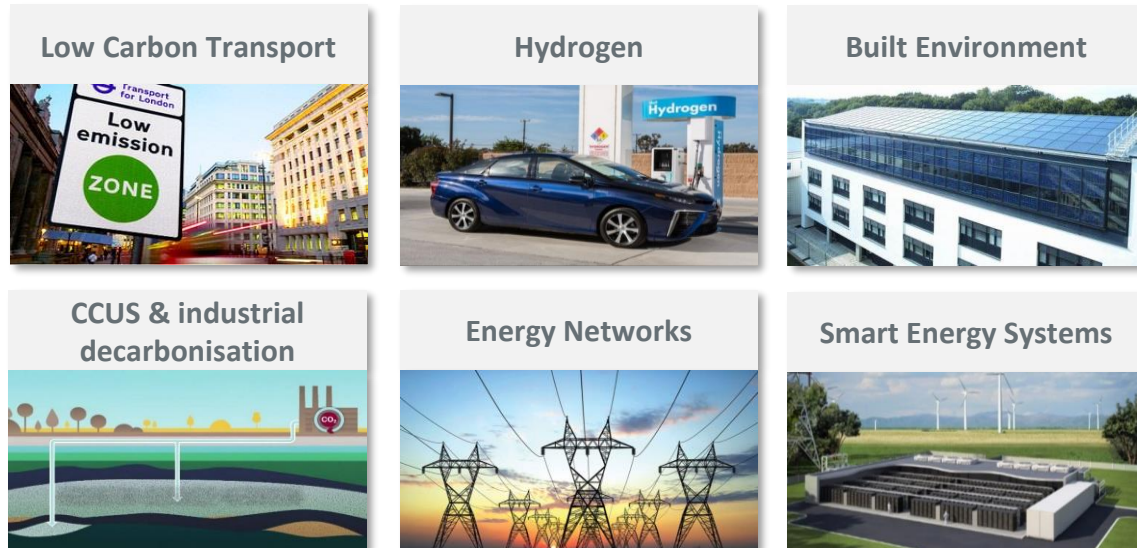 Low Carbon Transport
Hydrogen
Built Environment
Transport
for London
Low
emission
ZONE
Hydrogen
CCUS & industrial
decarbonisation
Energy Networks
Smart Energy Systems
CO₂